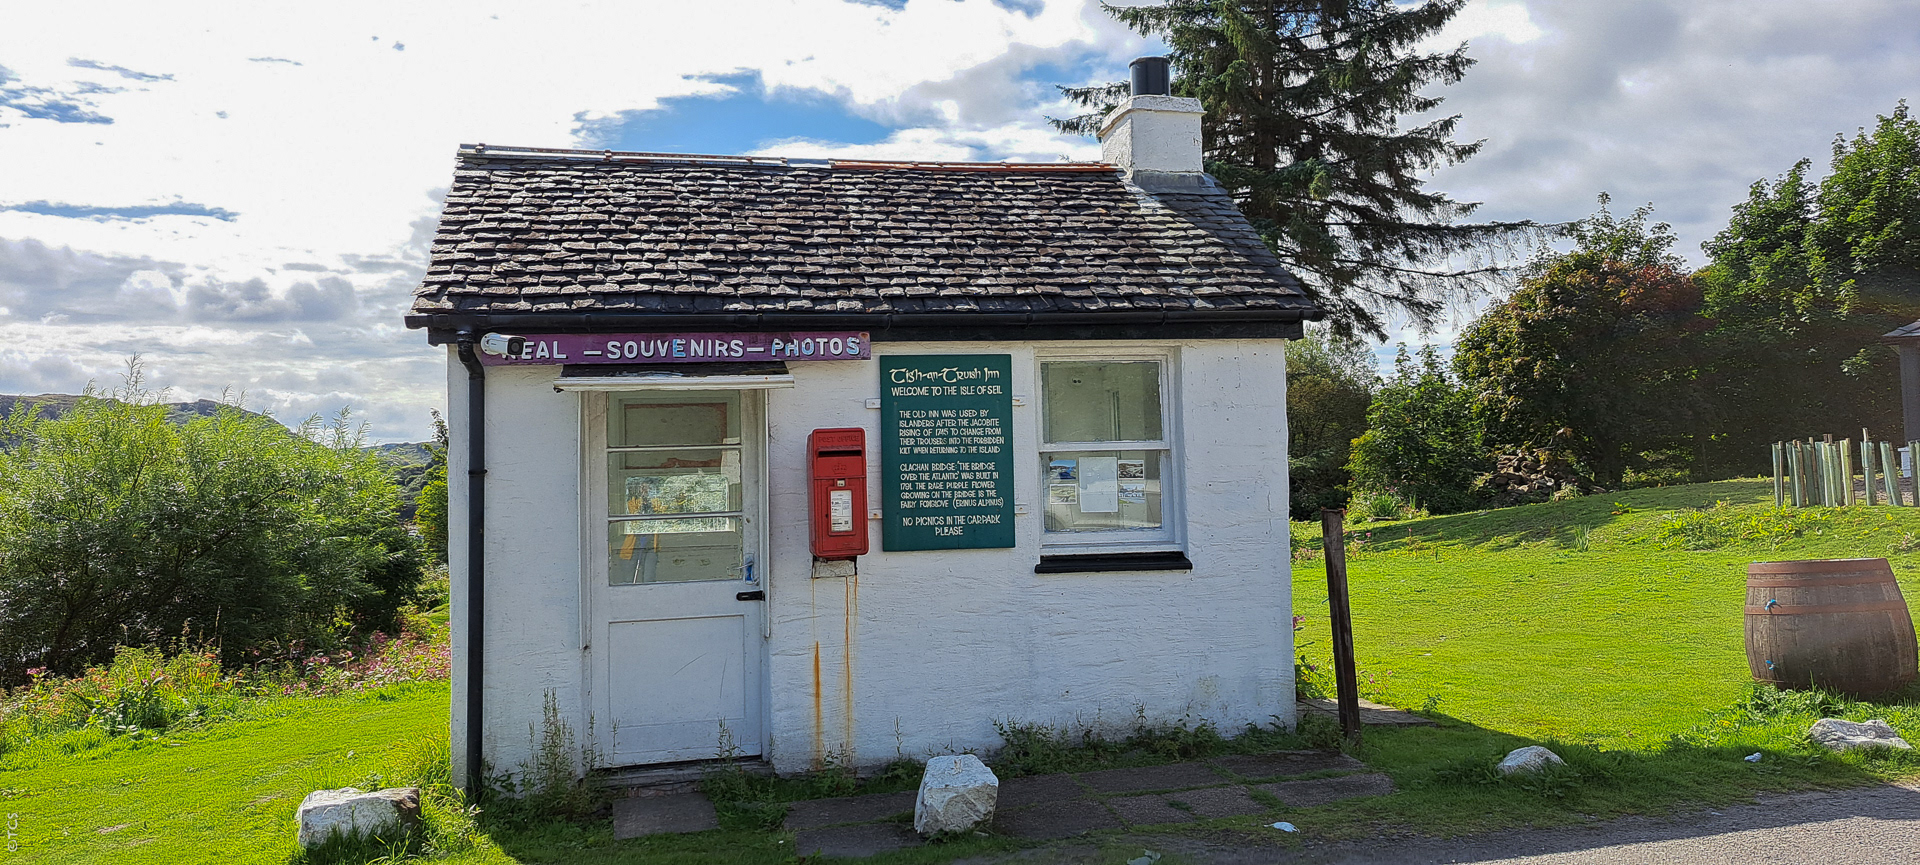 REAL – SOUVENIRS – PHOTOS
Tigh-an-Truish Inn
WELCOME TO THE ISLE OF SEIL
THE OLD INN WAS USED BY
ISLANDERS AFTER THE JACOBITE
RISING OF 1745 TO CHANGE FROM
THEIR TROUSERS INTO THE FORBIDDEN
KILT WHEN RETURNING TO THE ISLAND
CLACHAN BRIDGE 'THE BRIDGE
OVER THE ATLANTIC' WAS BUILT IN
1791. THE RARE PURPLE FLOWER
GROWING ON THE BRIDGE IS THE
FAIRY FOXGLOVE (ERINUS ALPINUS)
NO PICNICS IN THE CARPARK
PLEASE
POST OFFICE
©TCS